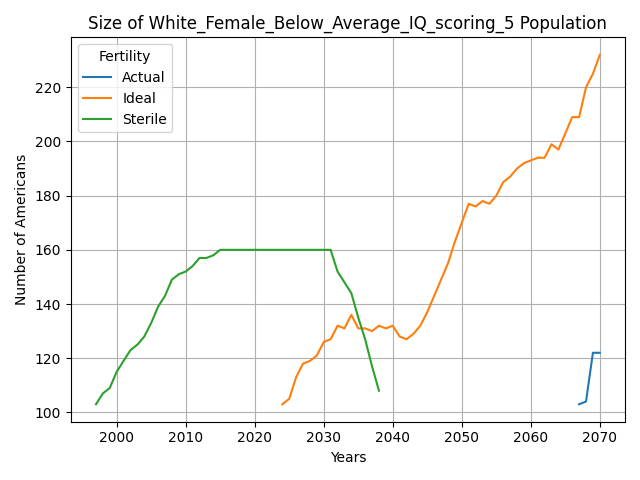 Size of White_Female_Below_Average_IQ_scoring_5 Population
Fertility
Actual
Ideal
Sterile
Number of Americans
220
200
180
160
140
120
100
2000
2010
2020
2030
2040
2050
2060
2070
Years